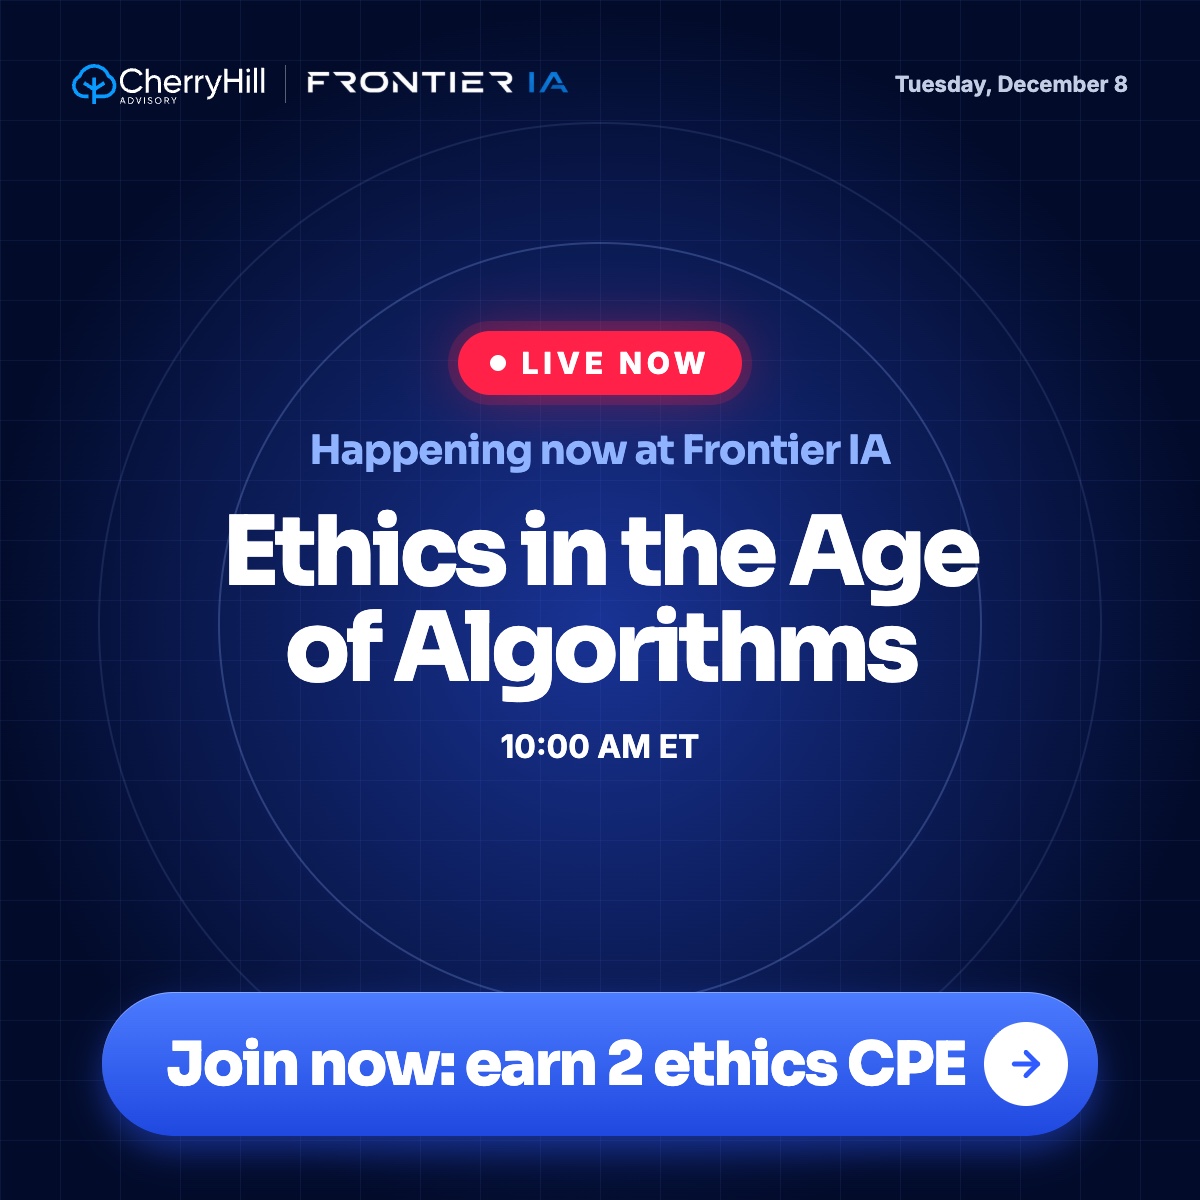 CherryHill
ADVISORY
FRONTIER IA
Tuesday, December 8
LIVE NOW
Happening now at Frontier IA
Ethics in the Age
of Algorithms
10:00 AM ET
Join now: earn 2 ethics CPE